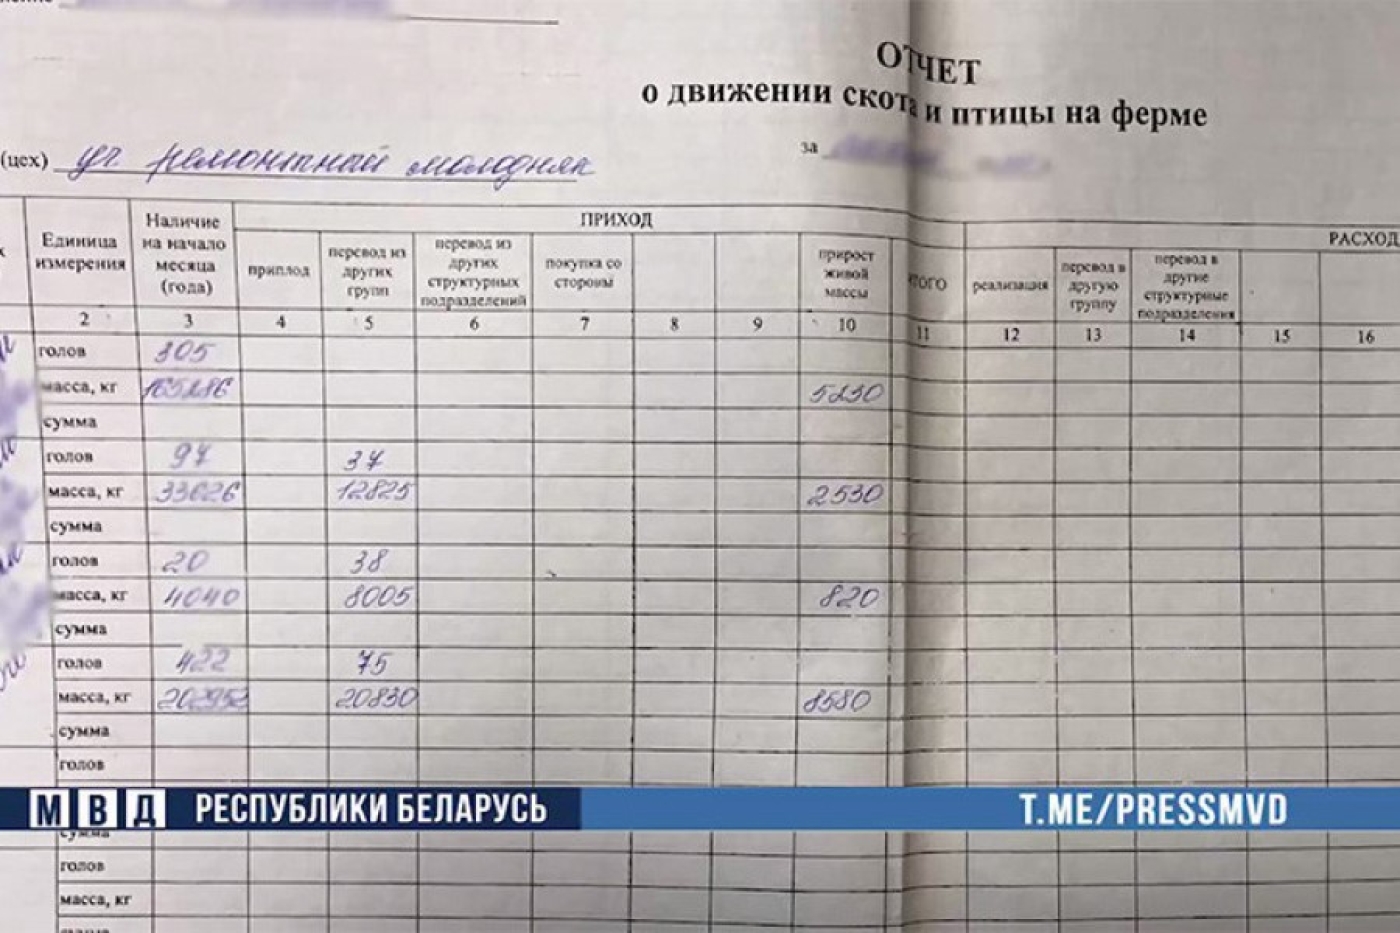 ОТЧЕТ
о движении скота и птицы на ферме
(цех) уч. ремонтный молодняк за
Единица измерения Наличие на начало месяца (года) ПРИХОД РАСХОД
приплод перевод из других групп перевод из других структурных подразделений покупка со стороны прирост живой массы ИТОГО реализация перевод в другую группу перевод в другие структурные подразделения
2 3 4 5 6 7 8 9 10 11 12 13 14 15 16
голов 305
масса, кг 5230
сумма
голов 97 37
масса, кг 33626 12825 2530
сумма
голов 20 38
масса, кг 4040 8005 820
сумма
голов 422 75
масса, кг 202952 20830 8580
сумма
голов
МВД РЕСПУБЛИКИ БЕЛАРУСЬ T.ME/PRESSMVD
сумма
голов
масса, кг